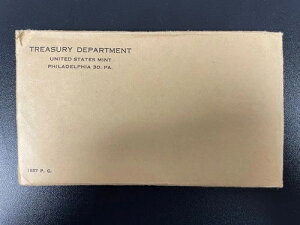 TREASURY DEPARTMENT
UNITED STATES MINT
PHILADELPHIA 30, PA.
1957 P. C.